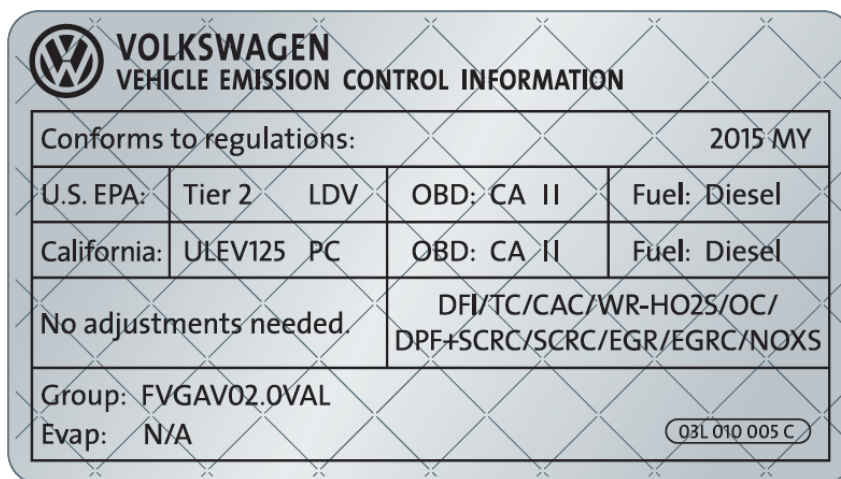 VOLKSWAGEN
VEHICLE EMISSION CONTROL INFORMATION
Conforms to regulations: 2015 MY
U.S. EPA: Tier 2 LDV OBD: CA II Fuel: Diesel
California: ULEV125 PC OBD: CA II Fuel: Diesel
No adjustments needed.
DFI/TC/CAC/WR-HO2S/OC/
DPF+SCRC/SCRC/EGR/EGRC/NOXS
Group: FVGAV02.0VAL
Evap: N/A
03L 010 005 C